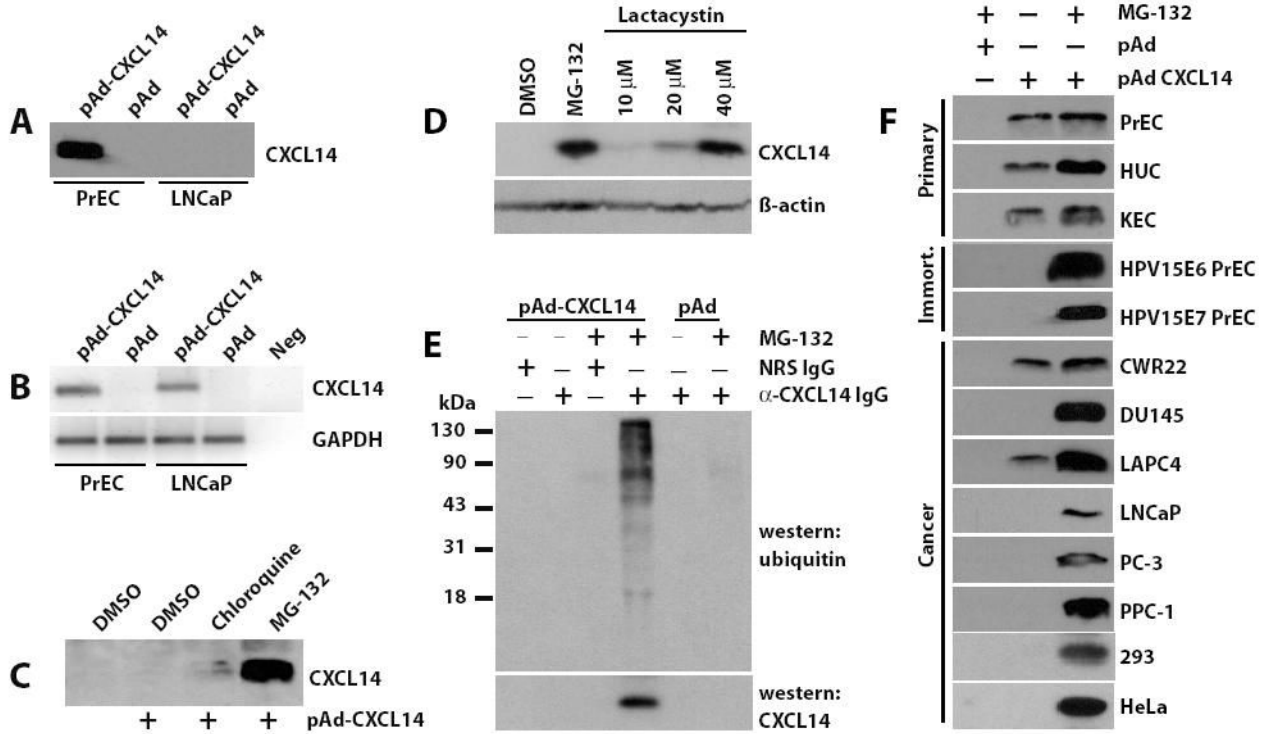 A
pAd-CXCL14
pAd
pAd-CXCL14
pAd
CXCL14
PrEC
LNCaP
B
pAd-CXCL14
pAd
pAd-CXCL14
pAd
Neg
CXCL14
GAPDH
PrEC
LNCaP
C
DMSO
DMSO
Chloroquine
MG-132
CXCL14
+ + + pAd-CXCL14
D
Lactacystin
DMSO
MG-132
10 µM
20 µM
40 µM
CXCL14
ß-actin
E
pAd-CXCL14 pAd
– – + + – + MG-132
+ – + – – – NRS IgG
– + – + + + α-CXCL14 IgG
kDa
130
90
43
31
18
western:
ubiquitin
western:
CXCL14
F
+ – + MG-132
+ – – pAd
– + + pAd CXCL14
Primary
PrEC
HUC
KEC
Immort.
HPV15E6 PrEC
HPV15E7 PrEC
Cancer
CWR22
DU145
LAPC4
LNCaP
PC-3
PPC-1
293
HeLa